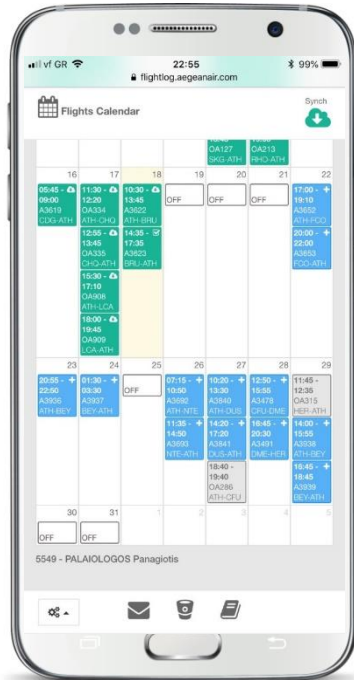 vf GR 22:55 99%
flightlog.aegeanair.com
Flights Calendar
Synch
OA127 OA213
SKG-ATH RHO-ATH
16 17 18 19 20 21 22
05:45 -
09:00
A3619
CDG-ATH
11:30 -
12:20
OA334
ATH-CHQ
12:55 -
13:45
OA335
CHQ-ATH
15:30 -
17:10
OA908
ATH-LCA
18:00 -
19:45
OA909
LCA-ATH
10:30 -
13:45
A3622
ATH-BRU
14:35 -
17:35
A3623
BRU-ATH
OFF
OFF
OFF
17:00 - +
19:10
A3652
ATH-FCO
20:00 - +
22:00
A3653
FCO-ATH
23 24 25 26 27 28 29
20:55 - +
22:50
A3936
ATH-BEY
01:30 - +
03:30
A3937
BEY-ATH
OFF
07:15 - +
10:50
A3692
ATH-NTE
11:35 - +
14:50
A3693
NTE-ATH
10:20 - +
13:30
A3840
ATH-DUS
14:20 - +
17:20
A3841
DUS-ATH
18:40 -
19:40
OA286
ATH-CFU
12:50 - +
15:55
A3478
CFU-DME
16:45 - +
20:30
A3491
DME-HER
11:45 -
12:35
OA315
HER-ATH
14:00 - +
15:55
A3938
ATH-BEY
16:45 - +
18:45
A3939
BEY-ATH
30 31 1 2 3 4 5
OFF
OFF
5549 - PALAIOLOGOS Panagiotis